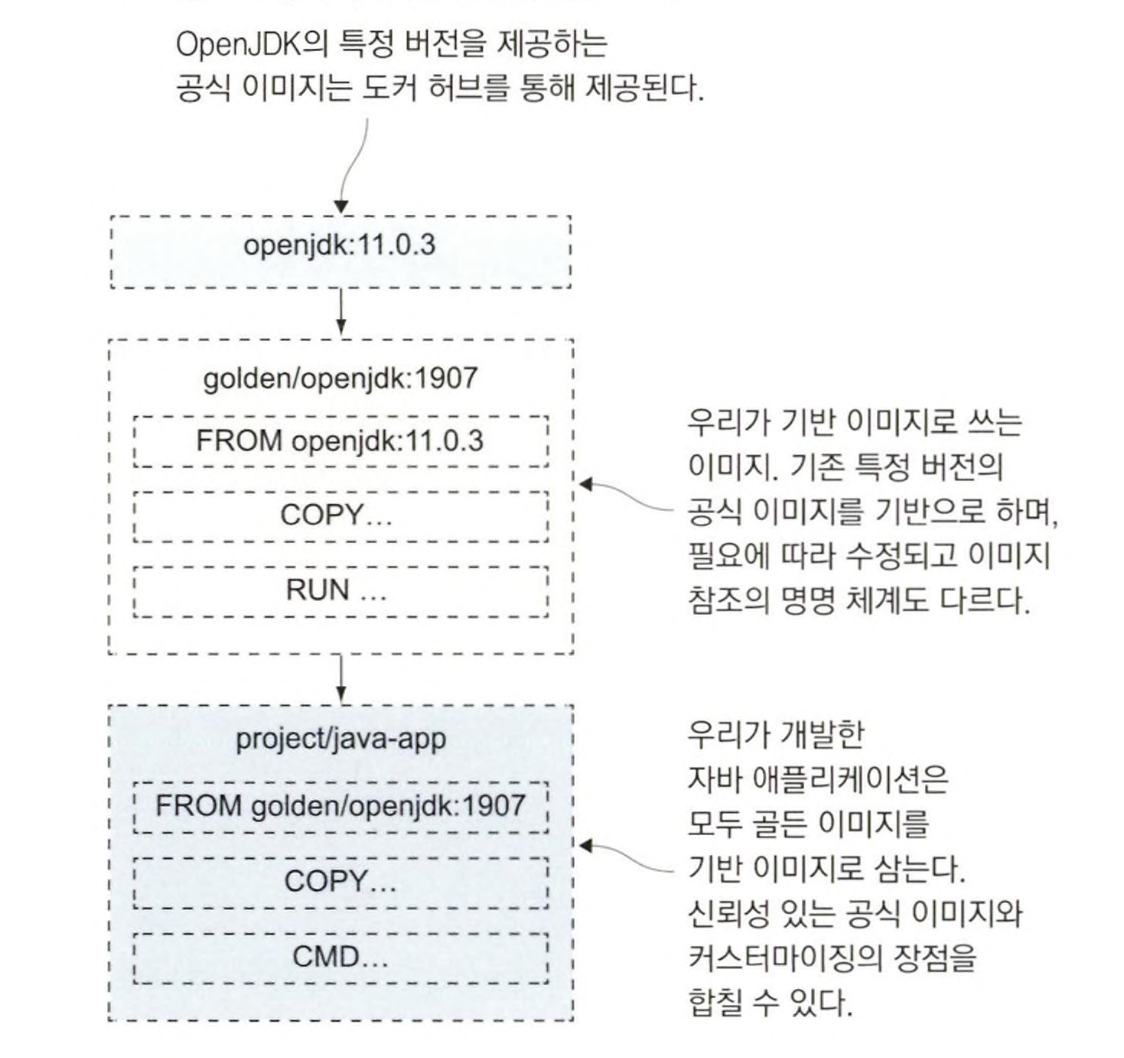 OpenJDK의 특정 버전을 제공하는
공식 이미지는 도커 허브를 통해 제공된다.
openjdk:11.0.3
golden/openjdk:1907
FROM openjdk:11.0.3
COPY…
RUN …
우리가 기반 이미지로 쓰는
이미지. 기존 특정 버전의
공식 이미지를 기반으로 하며,
필요에 따라 수정되고 이미지
참조의 명명 체계도 다르다.
project/java-app
FROM golden/openjdk:1907
COPY…
CMD…
우리가 개발한
자바 애플리케이션은
모두 골든 이미지를
기반 이미지로 삼는다.
신뢰성 있는 공식 이미지와
커스터마이징의 장점을
합칠 수 있다.